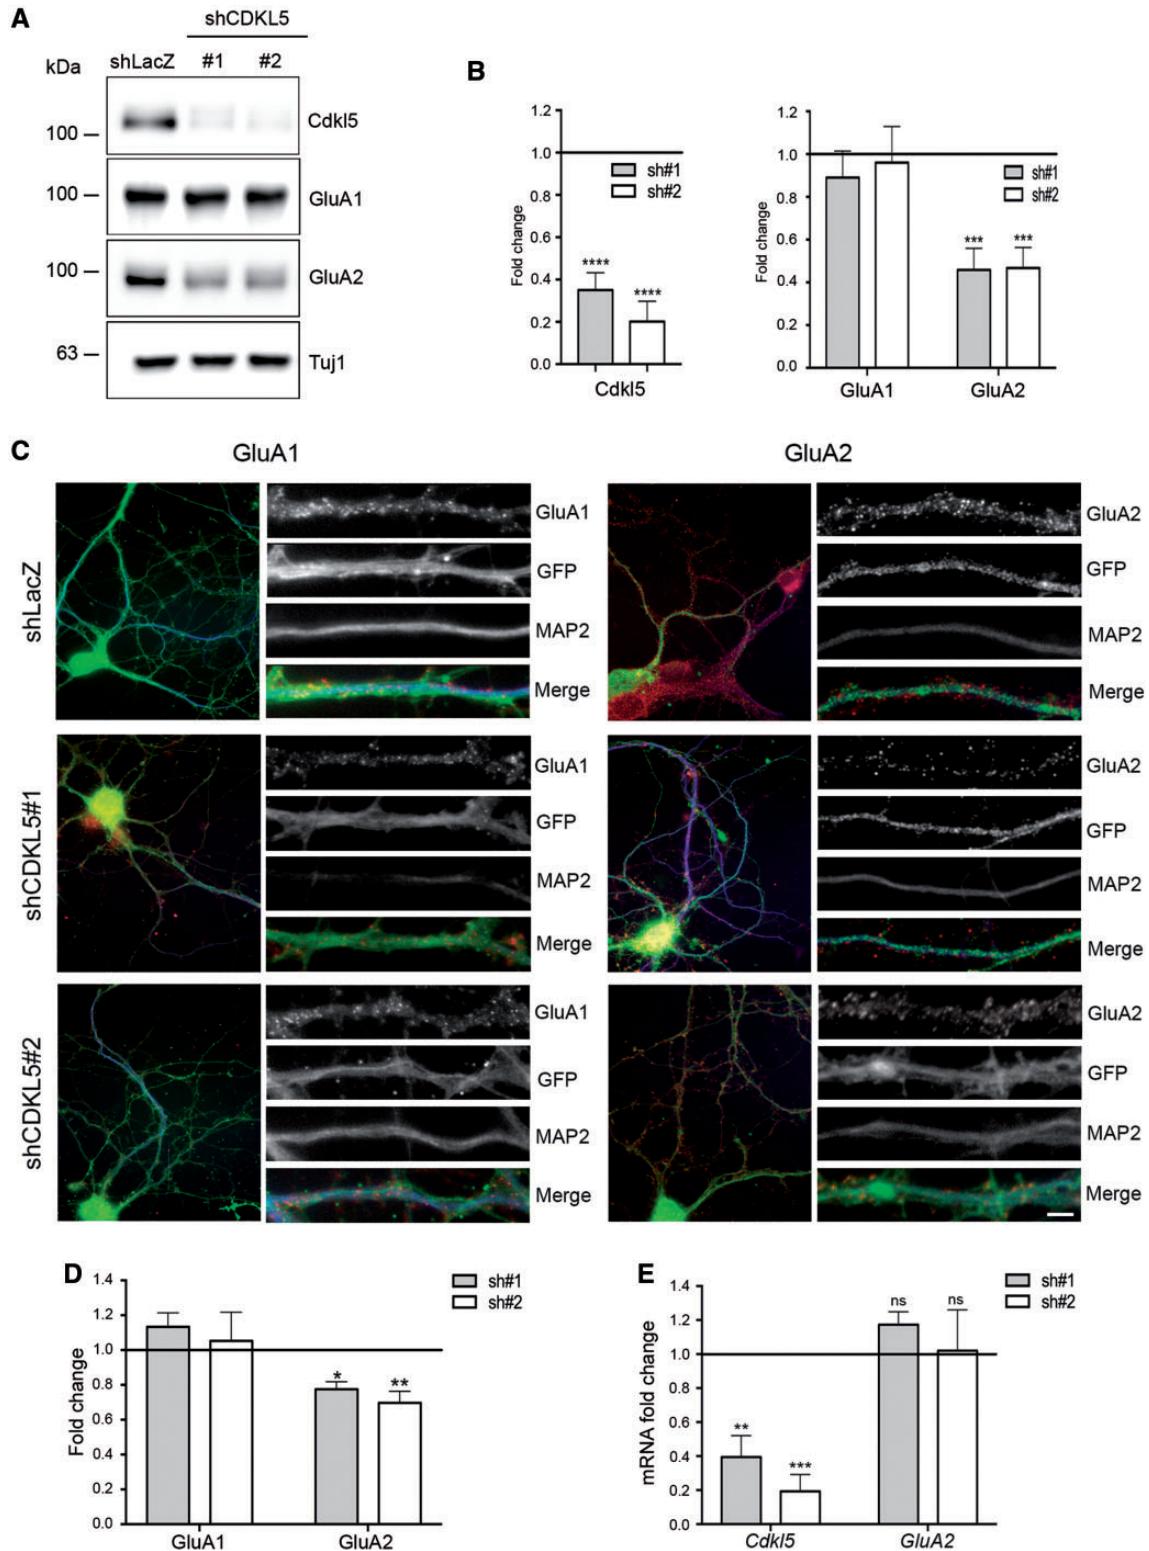 A
shCDKL5
kDa
shLacZ #1 #2
100
Cdkl5
100
GluA1
100
GluA2
63
Tuj1
B
1.2
1.0
0.8
0.6
0.4
0.2
0.0
Fold change
sh#1
sh#2
****
****
Cdkl5
1.2
1.0
0.8
0.6
0.4
0.2
0.0
Fold change
sh#1
sh#2
***
***
GluA1
GluA2
C
GluA1
GluA2
shLacZ
GluA1
GFP
MAP2
Merge
GluA2
GFP
MAP2
Merge
shCDKL5#1
GluA1
GFP
MAP2
Merge
GluA2
GFP
MAP2
Merge
shCDKL5#2
GluA1
GFP
MAP2
Merge
GluA2
GFP
MAP2
Merge
D
1.4
1.2
1.0
0.8
0.6
0.4
0.2
0.0
Fold change
sh#1
sh#2
*
**
GluA1
GluA2
E
1.4
1.2
1.0
0.8
0.6
0.4
0.2
0.0
mRNA fold change
sh#1
sh#2
**
***
ns
ns
Cdkl5
GluA2